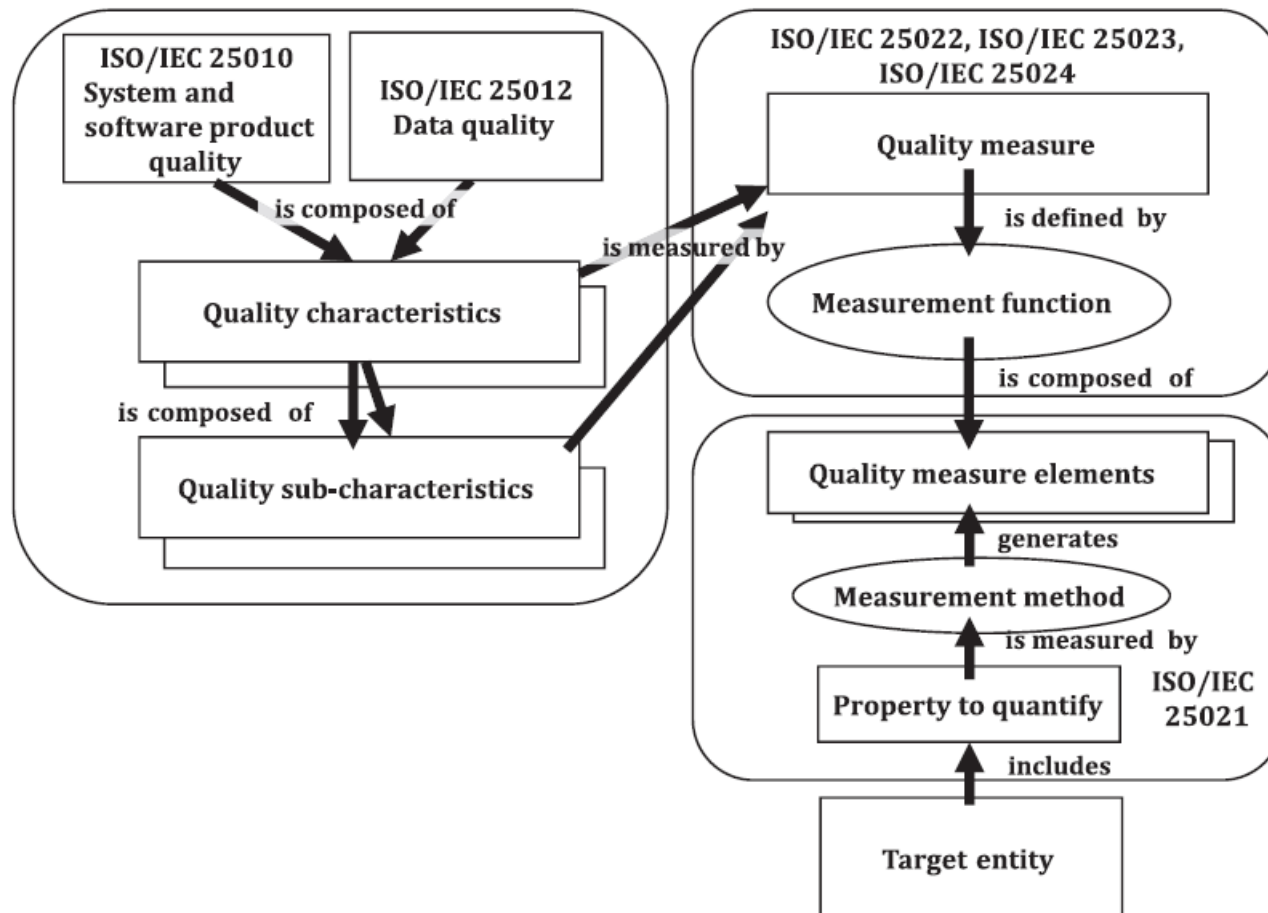 ISO/IEC 25010
System and
software product
quality
ISO/IEC 25012
Data quality
is composed of
Quality characteristics
is composed of
Quality sub-characteristics
is measured by
ISO/IEC 25022, ISO/IEC 25023,
ISO/IEC 25024
Quality measure
is defined by
Measurement function
is composed of
Quality measure elements
generates
Measurement method
is measured by
Property to quantify
ISO/IEC
25021
includes
Target entity